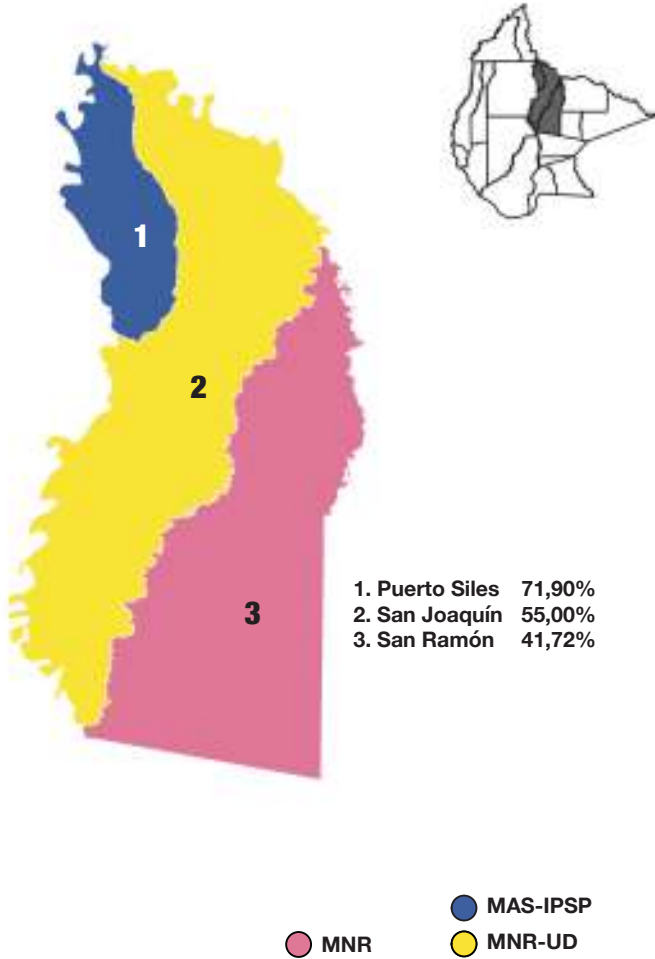 1
2
3
1. Puerto Siles 71,90%
2. San Joaquín 55,00%
3. San Ramón 41,72%
MAS-IPSP
MNR
MNR-UD